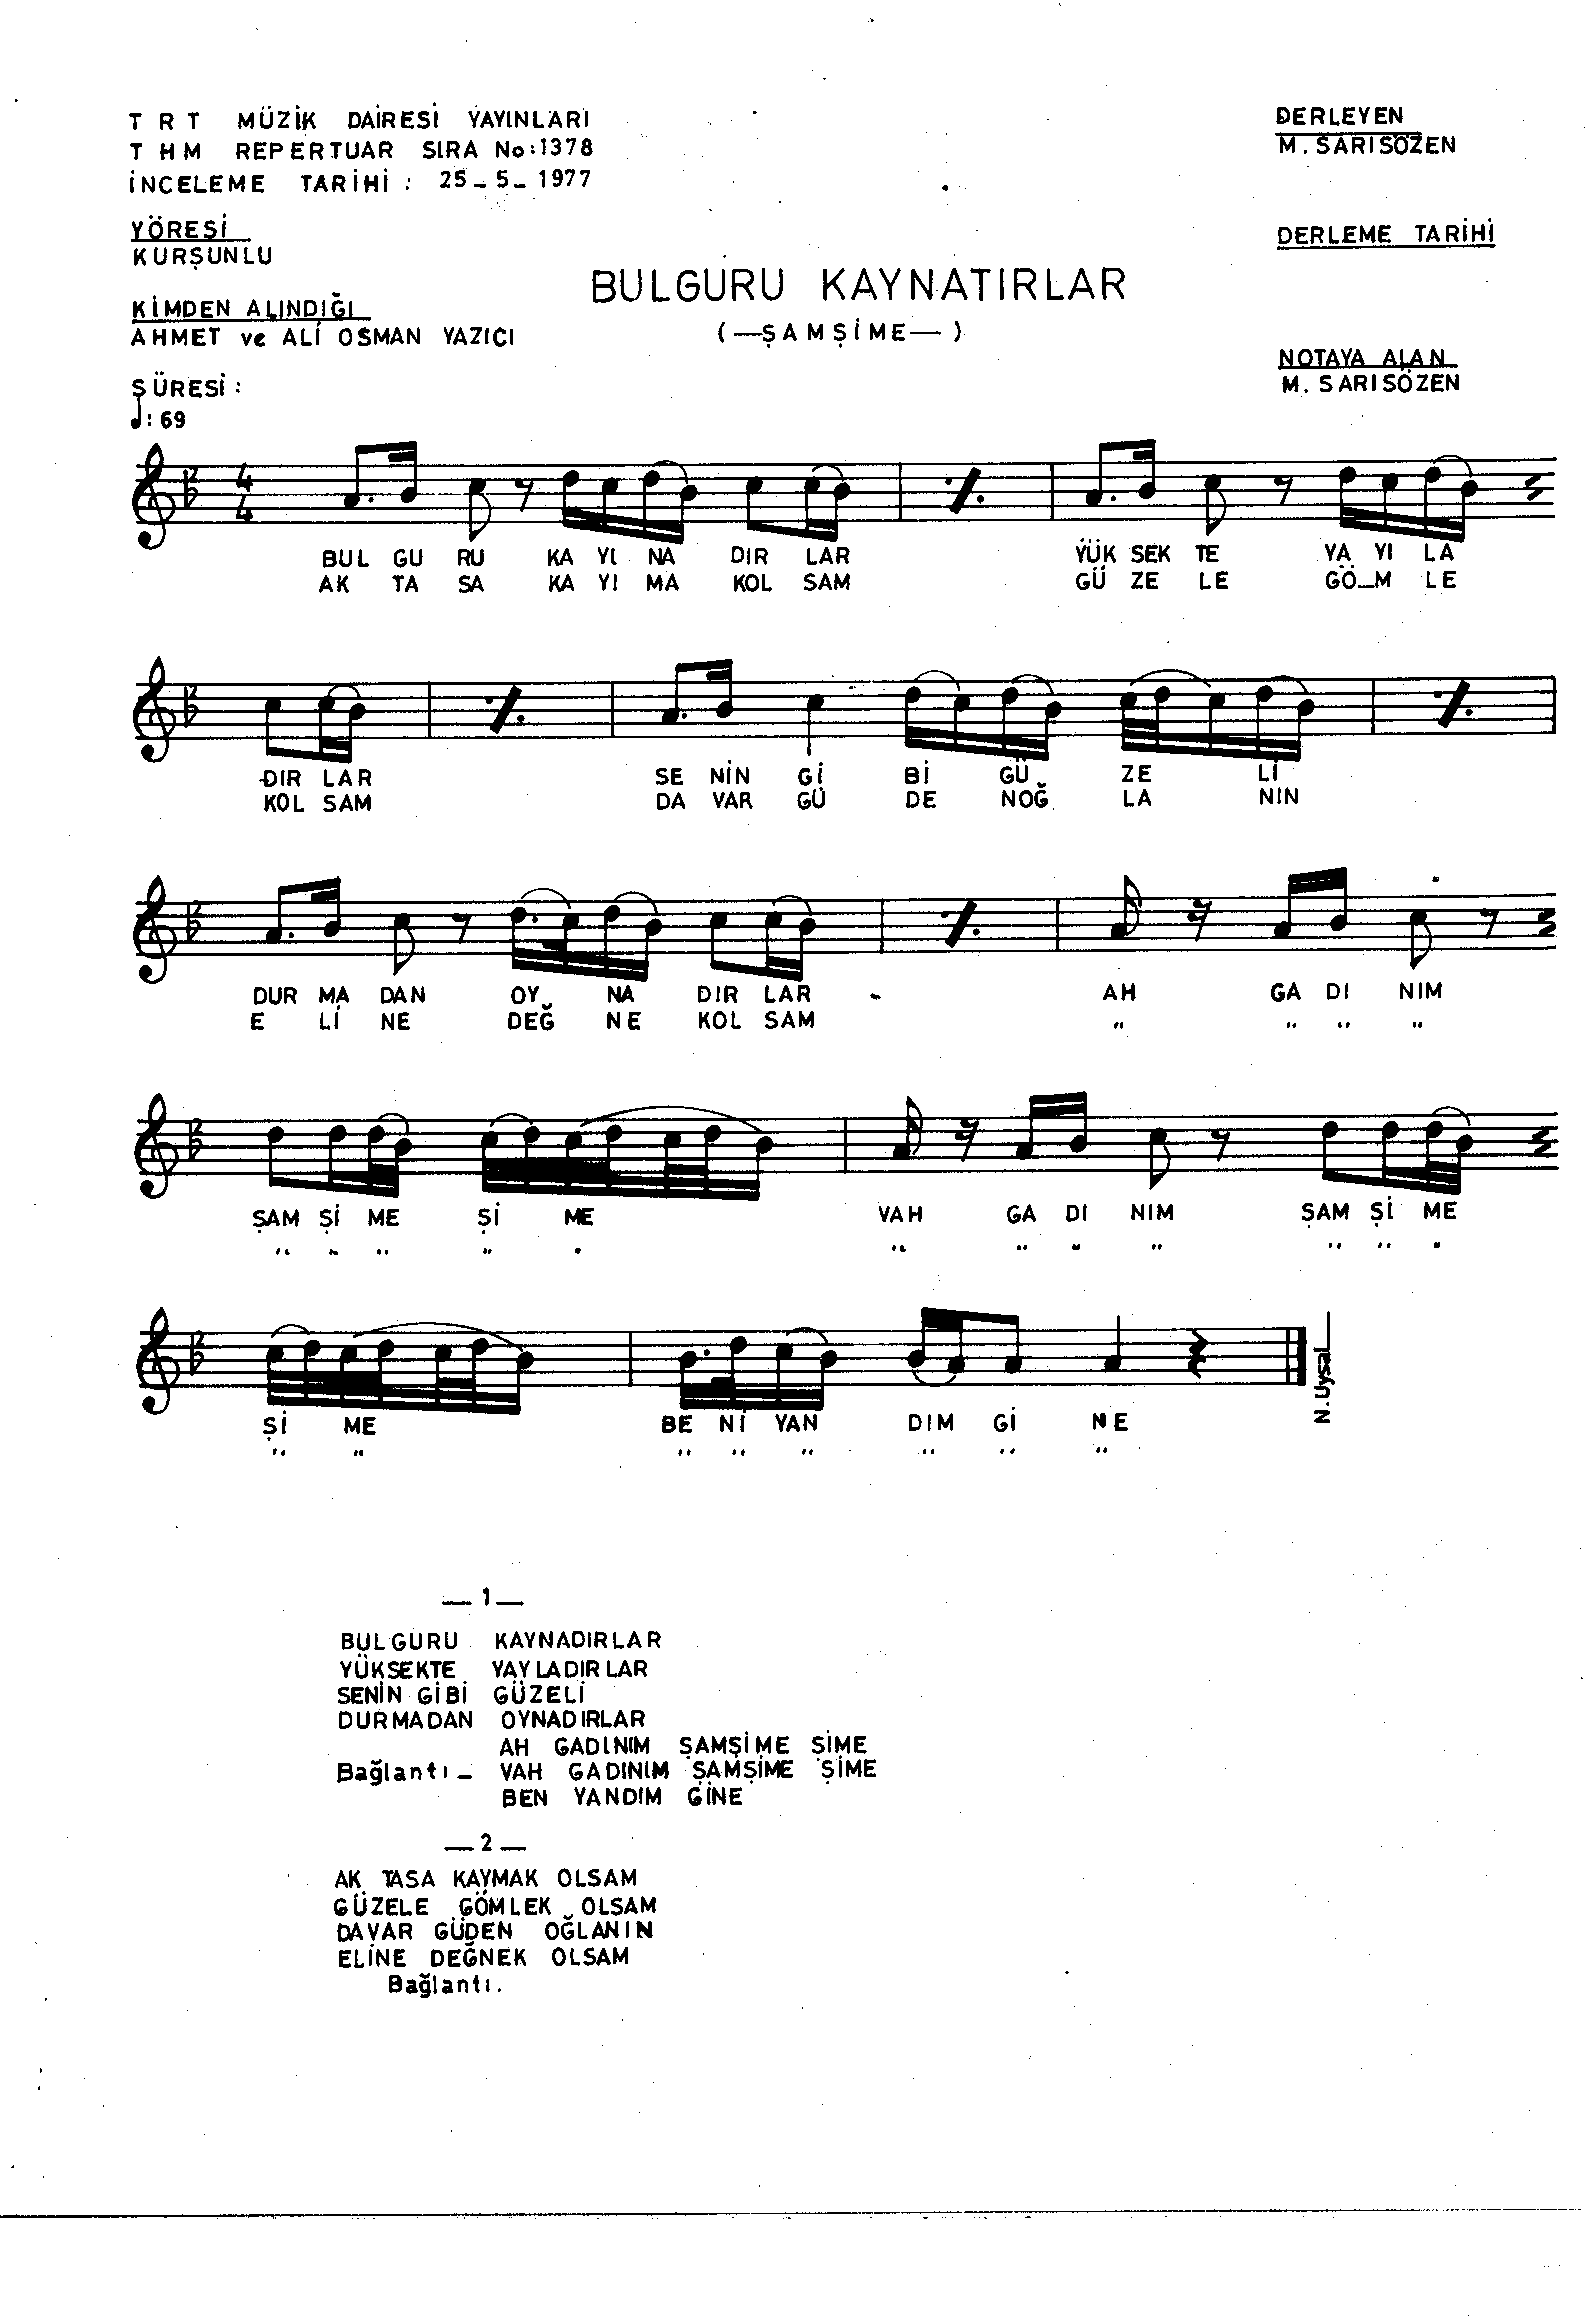 TRT MÜZİK DAİRESİ YAYINLARI
THM REPERTUAR SIRA No:1378
İNCELEME TARİHİ: 25-5-1977
DERLEYEN
M. SARISÖZEN
YÖRESİ
KURŞUNLU
DERLEME TARİHİ
BULGURU KAYNATIRLAR
(—ŞAMŞİME—)
KİMDEN ALINDIĞI
AHMET ve ALİ OSMAN YAZICI
NOTAYA ALAN
M. SARISÖZEN
SÜRESİ:
♩: 69
4
4
BUL GU RU KA YI NA DIR LAR YÜK SEK TE YA YI LA
AK TA SA KA YI MA KOL SAM GÜ ZE LE GÖ_M LE
DIR LAR SE NİN Gİ Bİ GÜ ZE Lİ
KOL SAM DA VAR GÜ DE NOĞ LA NIN
DUR MA DAN OY NA DIR LAR AH GA DI NIM
E Lİ NE DEĞ NE KOL SAM " " " "
ŞAM Şİ ME Şİ ME VAH GA DI NIM ŞAM Şİ ME
" " " " " " " " " " " "
Şİ ME BE Nİ YAN DIM Gİ NE
" " " " " " " "
N.Uysal
—1—
BULGURU KAYNADIRLAR
YÜKSEKTE YAYLADIRLAR
SENİN GİBİ GÜZELİ
DURMADAN OYNADIRLAR
AH GADINIM ŞAMŞİME ŞİME
Bağlantı_ VAH GADINIM ŞAMŞİME ŞİME
BEN YANDIM GİNE
—2—
AK TASA KAYMAK OLSAM
GÜZELE GÖMLEK OLSAM
DAVAR GÜDEN OĞLANIN
ELİNE DEĞNEK OLSAM
Bağlantı.